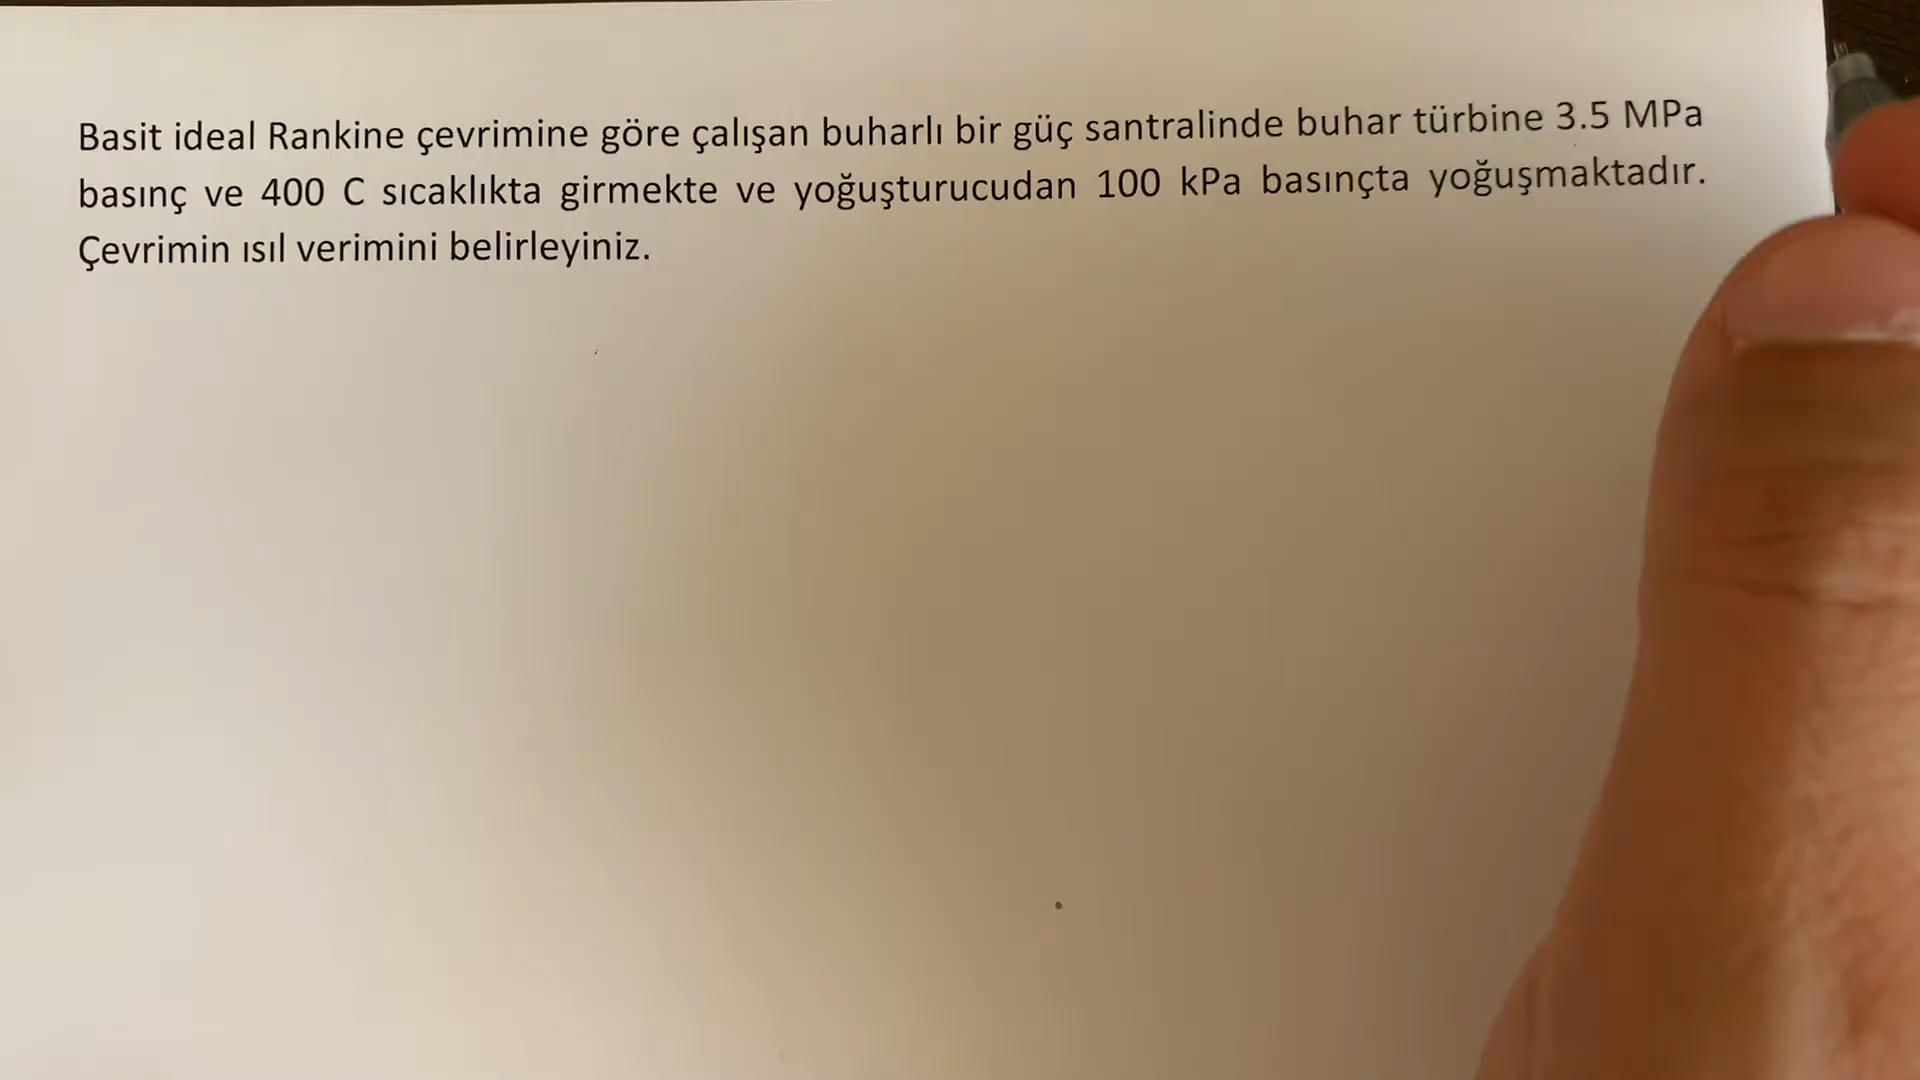 Basit ideal Rankine çevrimine göre çalışan buharlı bir güç santralinde buhar türbine 3.5 MPa
basınç ve 400 C sıcaklıkta girmekte ve yoğuşturucudan 100 kPa basınçta yoğuşmaktadır.
Çevrimin ısıl verimini belirleyiniz.